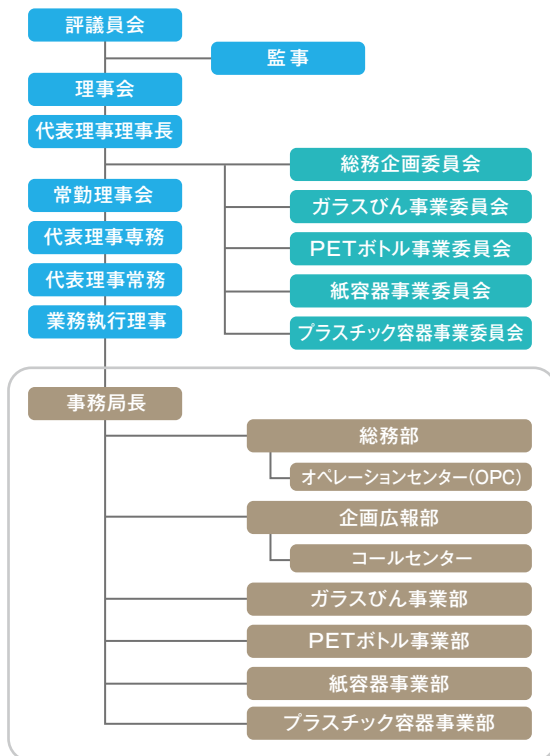 評議員会
監事
理事会
代表理事理事長
総務企画委員会
常勤理事会
ガラスびん事業委員会
代表理事専務
PETボトル事業委員会
代表理事常務
紙容器事業委員会
業務執行理事
プラスチック容器事業委員会
事務局長
総務部
オペレーションセンター(OPC)
企画広報部
コールセンター
ガラスびん事業部
PETボトル事業部
紙容器事業部
プラスチック容器事業部